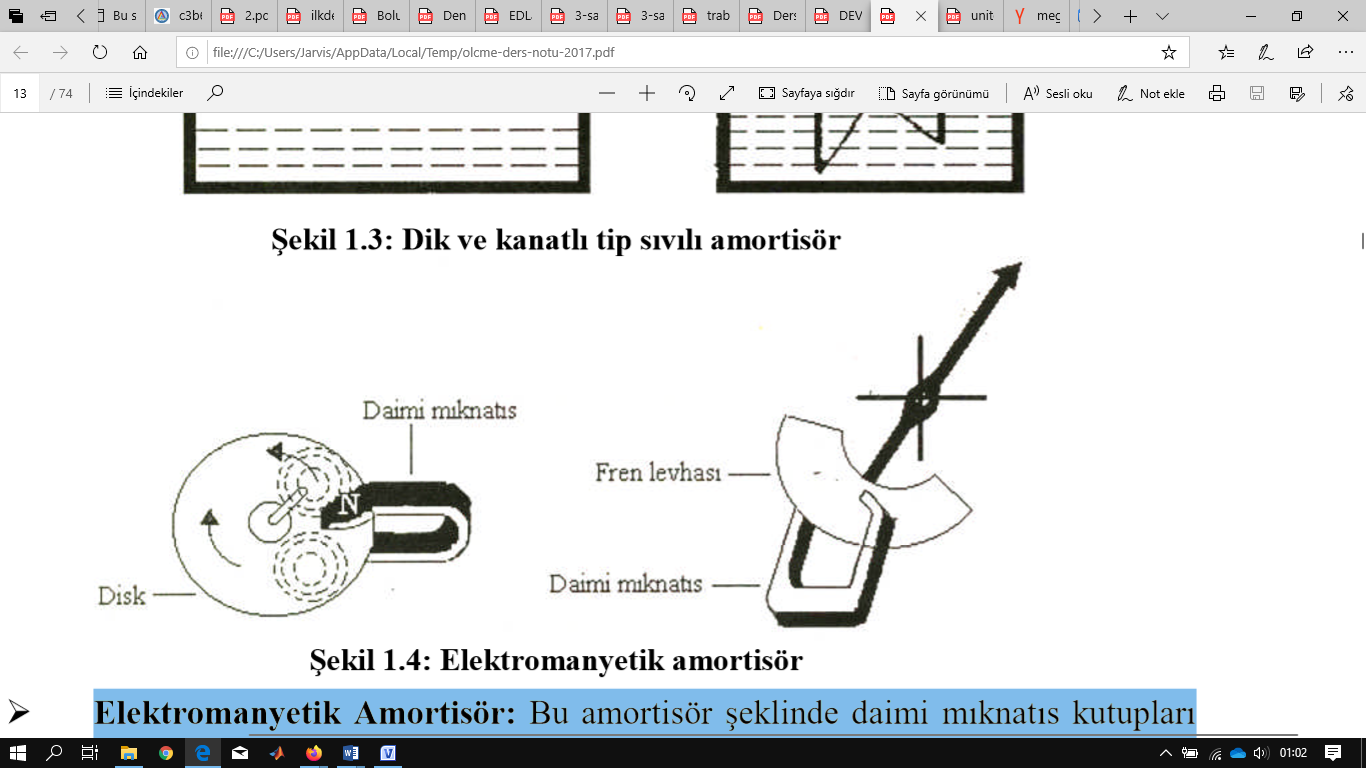 Bu s
c3b6
2.pc
ilkde
Bolu
Den
EDL
3-sa
3-sa
trab
Ders
DEV
unit
meg
file:///C:/Users/Jarvis/AppData/Local/Temp/olcme-ders-notu-2017.pdf
13 / 74
İçindekiler
Sayfaya sığdır
Sayfa görünümü
Sesli oku
Not ekle
Şekil 1.3: Dik ve kanatlı tip sıvılı amortisör
Daimi mıknatıs
N
Disk
Fren levhası
Daimi mıknatıs
Şekil 1.4: Elektromanyetik amortisör
Elektromanyetik Amortisör: Bu amortisör şeklinde daimi mıknatıs kutupları
01:02